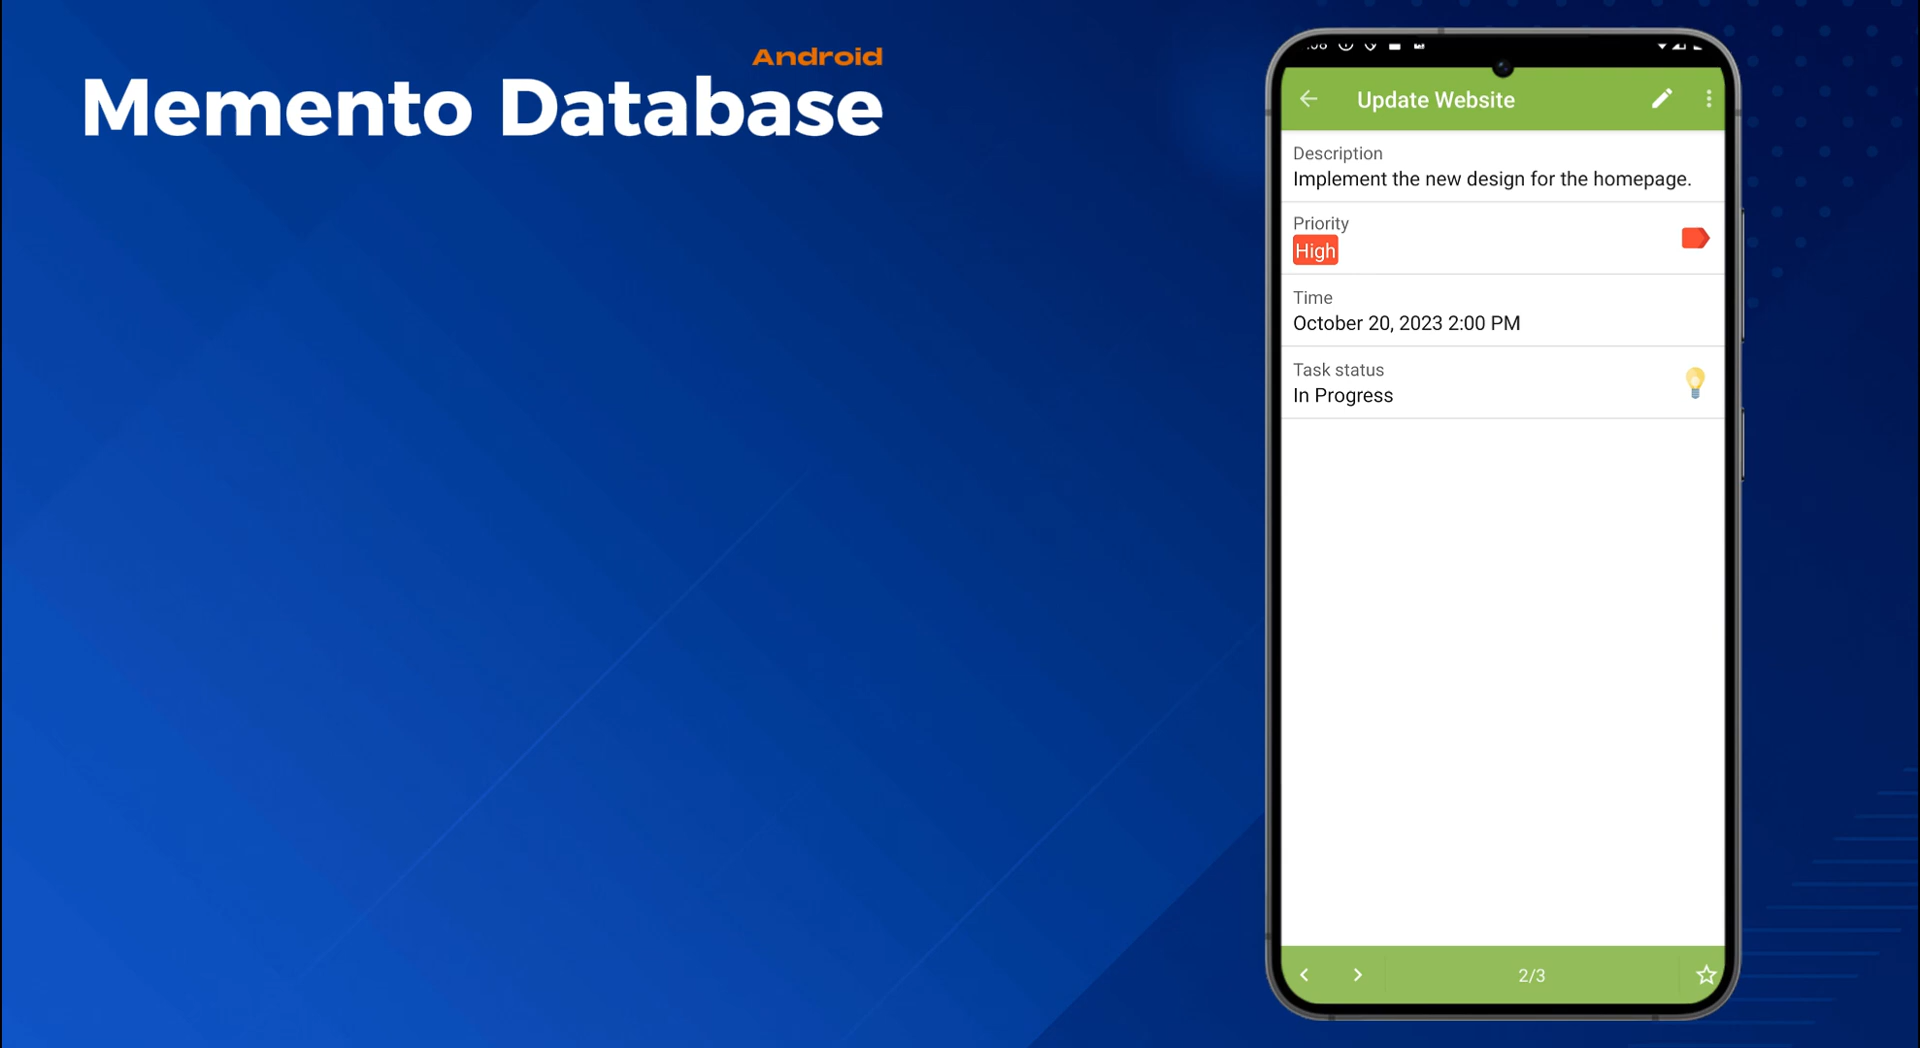 Android
Memento Database
Update Website
Description
Implement the new design for the homepage.
Priority
High
Time
October 20, 2023 2:00 PM
Task status
In Progress
2/3